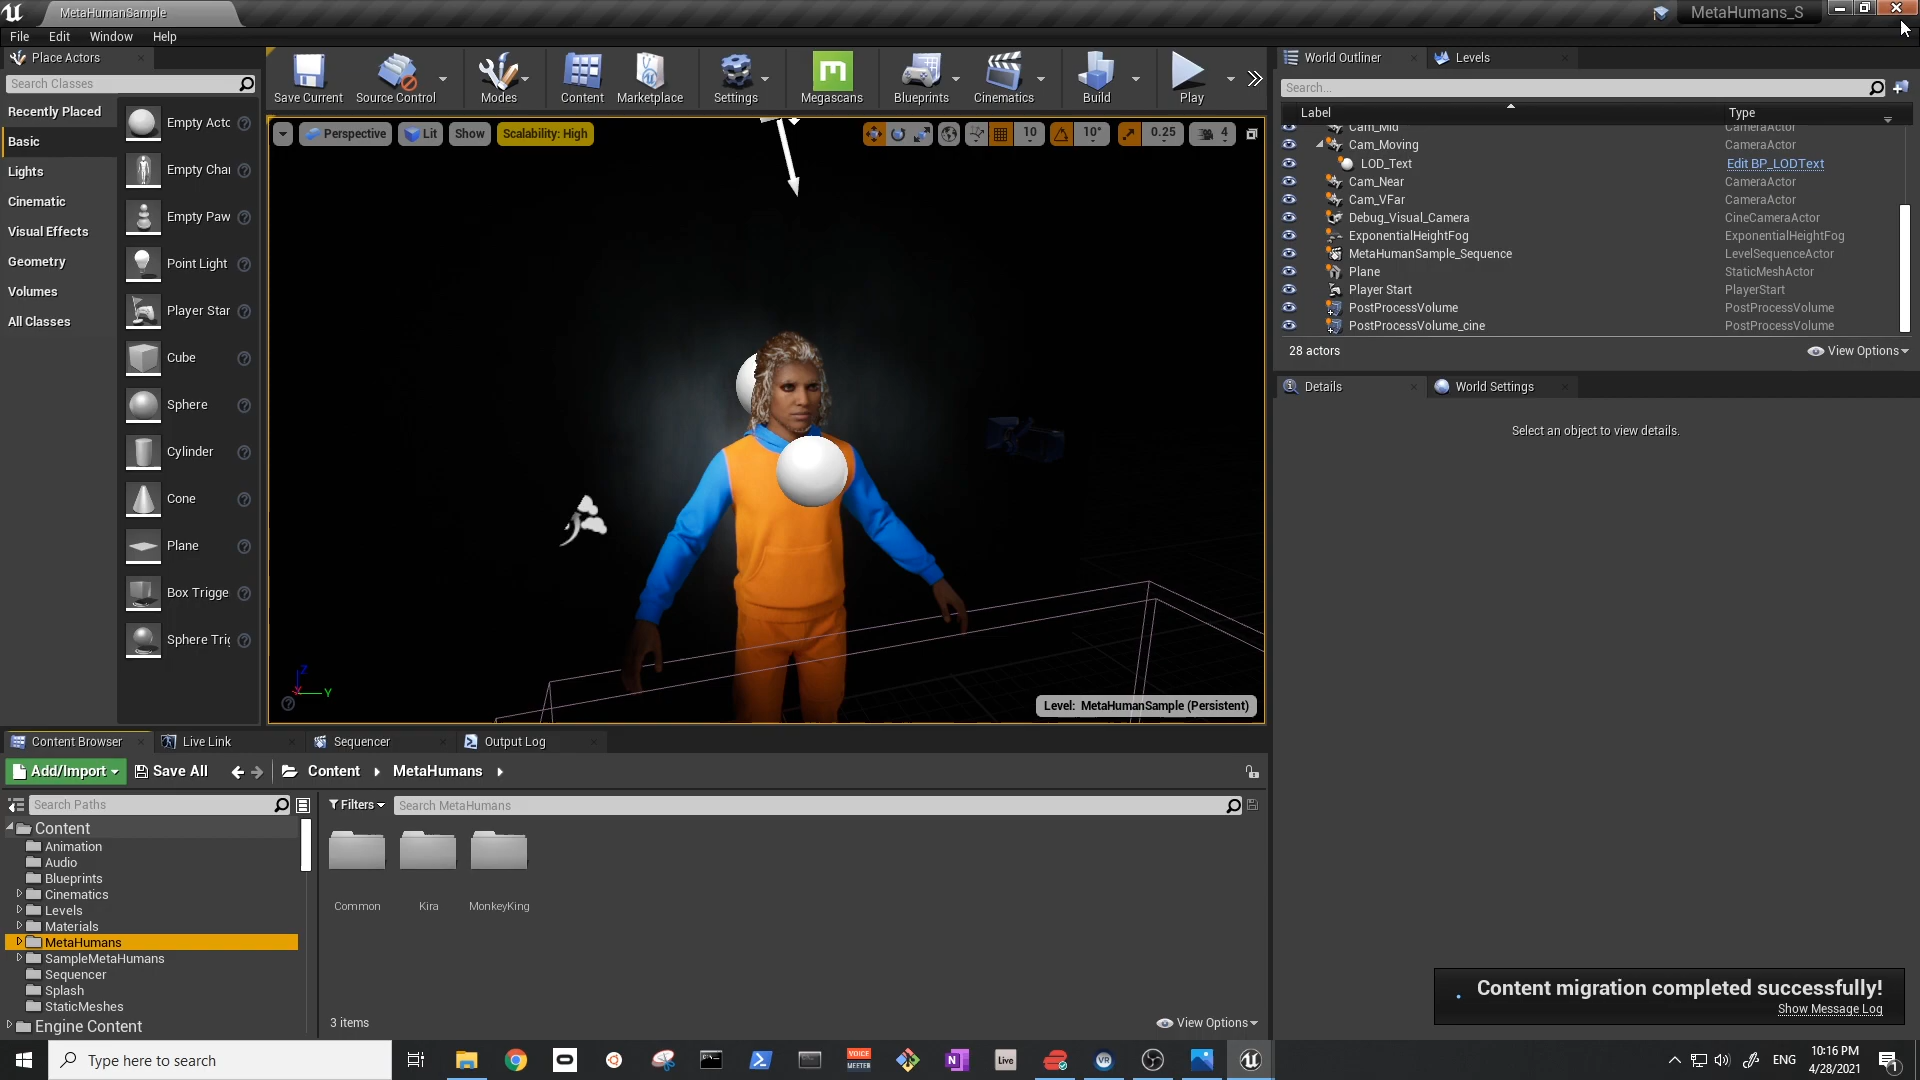 MetaHumanSample
MetaHumans_S
File Edit Window Help
Place Actors
Search Classes
Recently Placed
Basic
Lights
Cinematic
Visual Effects
Geometry
Volumes
All Classes
Empty Actc
Empty Chai
Empty Paw
Point Light
Player Star
Cube
Sphere
Cylinder
Cone
Plane
Box Trigge
Sphere Tri
Save Current
Source Control
Modes
Content
Marketplace
Settings
Megascans
Blueprints
Cinematics
Build
Play
Perspective
Lit
Show
Scalability: High
10
10°
0.25
4
Z
X
Y
Level: MetaHumanSample (Persistent)
World Outliner
Levels
Search...
Label Type
Cam_Mid CameraActor
Cam_Moving CameraActor
LOD_Text Edit BP_LODText
Cam_Near CameraActor
Cam_VFar CameraActor
Debug_Visual_Camera CineCameraActor
ExponentialHeightFog ExponentialHeightFog
MetaHumanSample_Sequence LevelSequenceActor
Plane StaticMeshActor
Player Start PlayerStart
PostProcessVolume PostProcessVolume
PostProcessVolume_cine PostProcessVolume
28 actors
View Options
Details
World Settings
Select an object to view details.
Content Browser
Live Link
Sequencer
Output Log
Add/Import
Save All
Content
MetaHumans
Search Paths
Filters
Search MetaHumans
Content
Animation
Audio
Blueprints
Cinematics
Levels
Materials
MetaHumans
SampleMetaHumans
Sequencer
Splash
StaticMeshes
Engine Content
Common
Kira
MonkeyKing
3 items
View Options
Content migration completed successfully!
Show Message Log
Type here to search
VOICE
MEETER
Live
VR
ENG
10:16 PM
4/28/2021
1